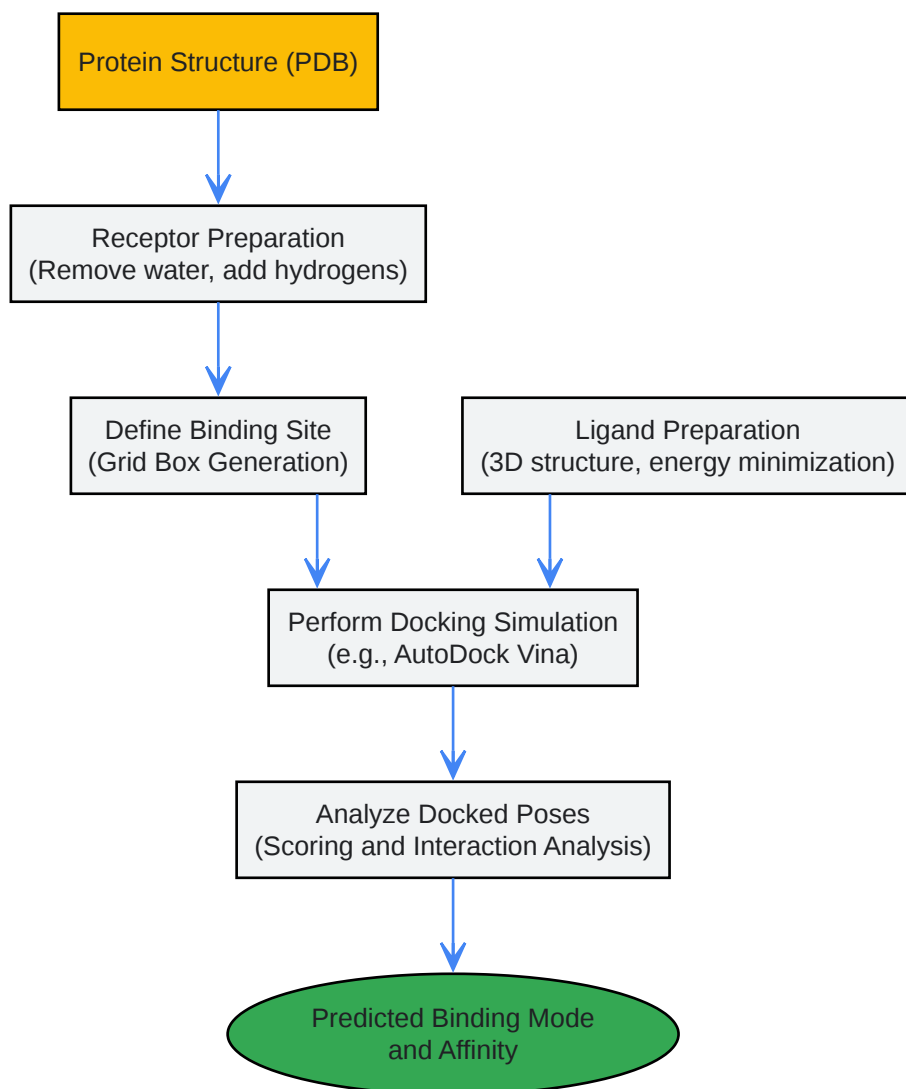 Protein Structure (PDB)
Receptor Preparation
(Remove water, add hydrogens)
Define Binding Site
(Grid Box Generation)
Ligand Preparation
(3D structure, energy minimization)
Perform Docking Simulation
(e.g., AutoDock Vina)
Analyze Docked Poses
(Scoring and Interaction Analysis)
Predicted Binding Mode
and Affinity